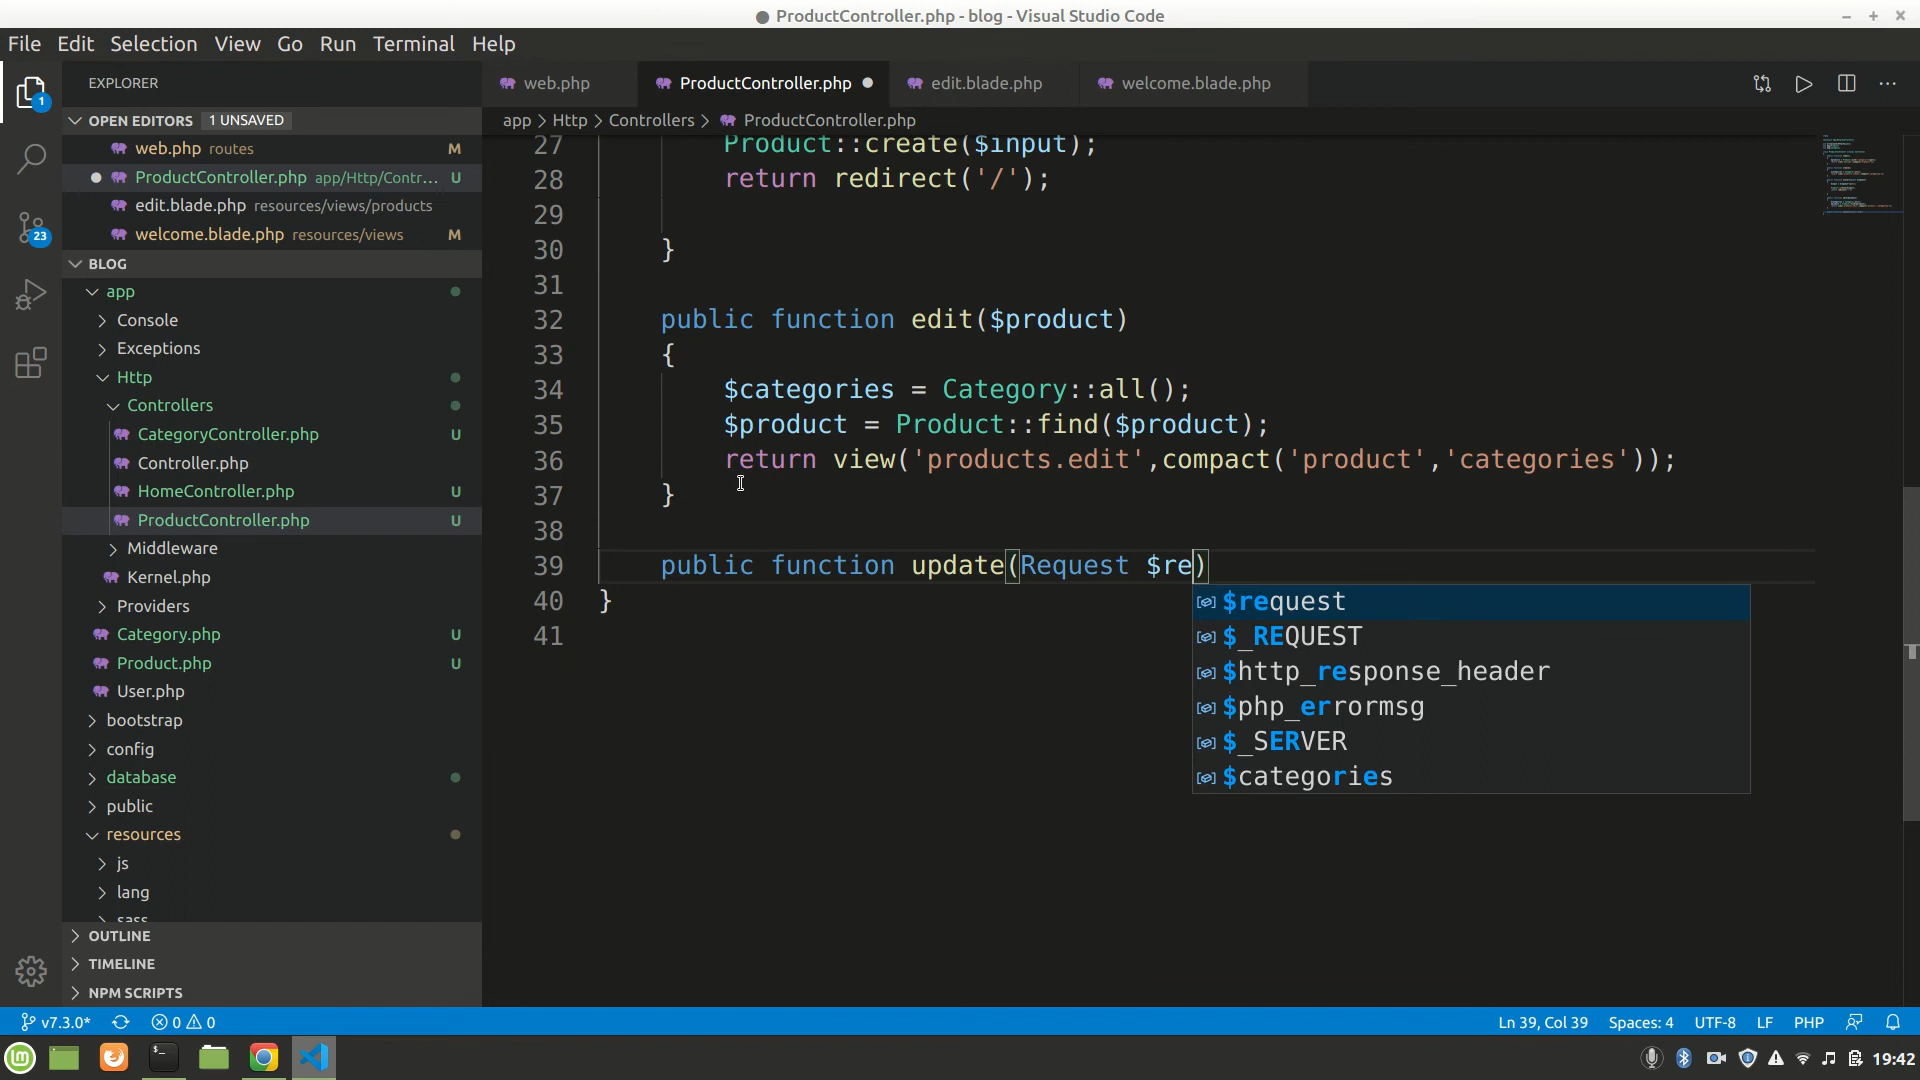 ProductController.php - blog - Visual Studio Code
File Edit Selection View Go Run Terminal Help
EXPLORER
web.php
ProductController.php
edit.blade.php
welcome.blade.php
OPEN EDITORS 1 UNSAVED
app > Http > Controllers > ProductController.php
web.php routes M
ProductController.php app/Http/Contr... U
edit.blade.php resources/views/products
welcome.blade.php resources/views M
BLOG
app
Console
Exceptions
Http
Controllers
CategoryController.php U
Controller.php
HomeController.php U
ProductController.php U
Middleware
Kernel.php
Providers
Category.php U
Product.php U
User.php
bootstrap
config
database
public
resources
js
lang
sass
OUTLINE
TIMELINE
NPM SCRIPTS
1
23
27 Product::create($input);
28 return redirect('/');
29
30 }
31
32 public function edit($product)
33 {
34 $categories = Category::all();
35 $product = Product::find($product);
36 return view('products.edit',compact('product','categories'));
37 }
38
39 public function update(Request $re)
40 }
41
$request
$_REQUEST
$http_response_header
$php_errormsg
$_SERVER
$categories
v7.3.0* 0 0 Ln 39, Col 39 Spaces: 4 UTF-8 LF PHP
19:42